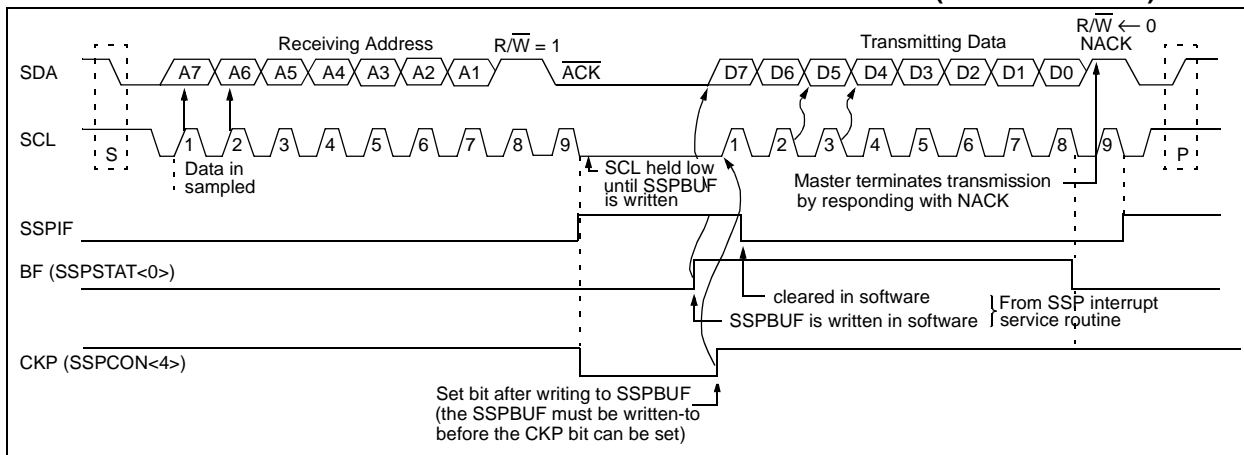 R/W ← 0
Receiving Address R/W = 1 Transmitting Data NACK
SDA A7 A6 A5 A4 A3 A2 A1 ACK D7 D6 D5 D4 D3 D2 D1 D0
SCL S 1 2 3 4 5 6 7 8 9 1 2 3 4 5 6 7 8 9 P
Data in
sampled
SCL held low
until SSPBUF
is written
Master terminates transmission
by responding with NACK
SSPIF
BF (SSPSTAT<0>)
cleared in software
SSPBUF is written in software
From SSP interrupt
service routine
CKP (SSPCON<4>)
Set bit after writing to SSPBUF
(the SSPBUF must be written-to
before the CKP bit can be set)